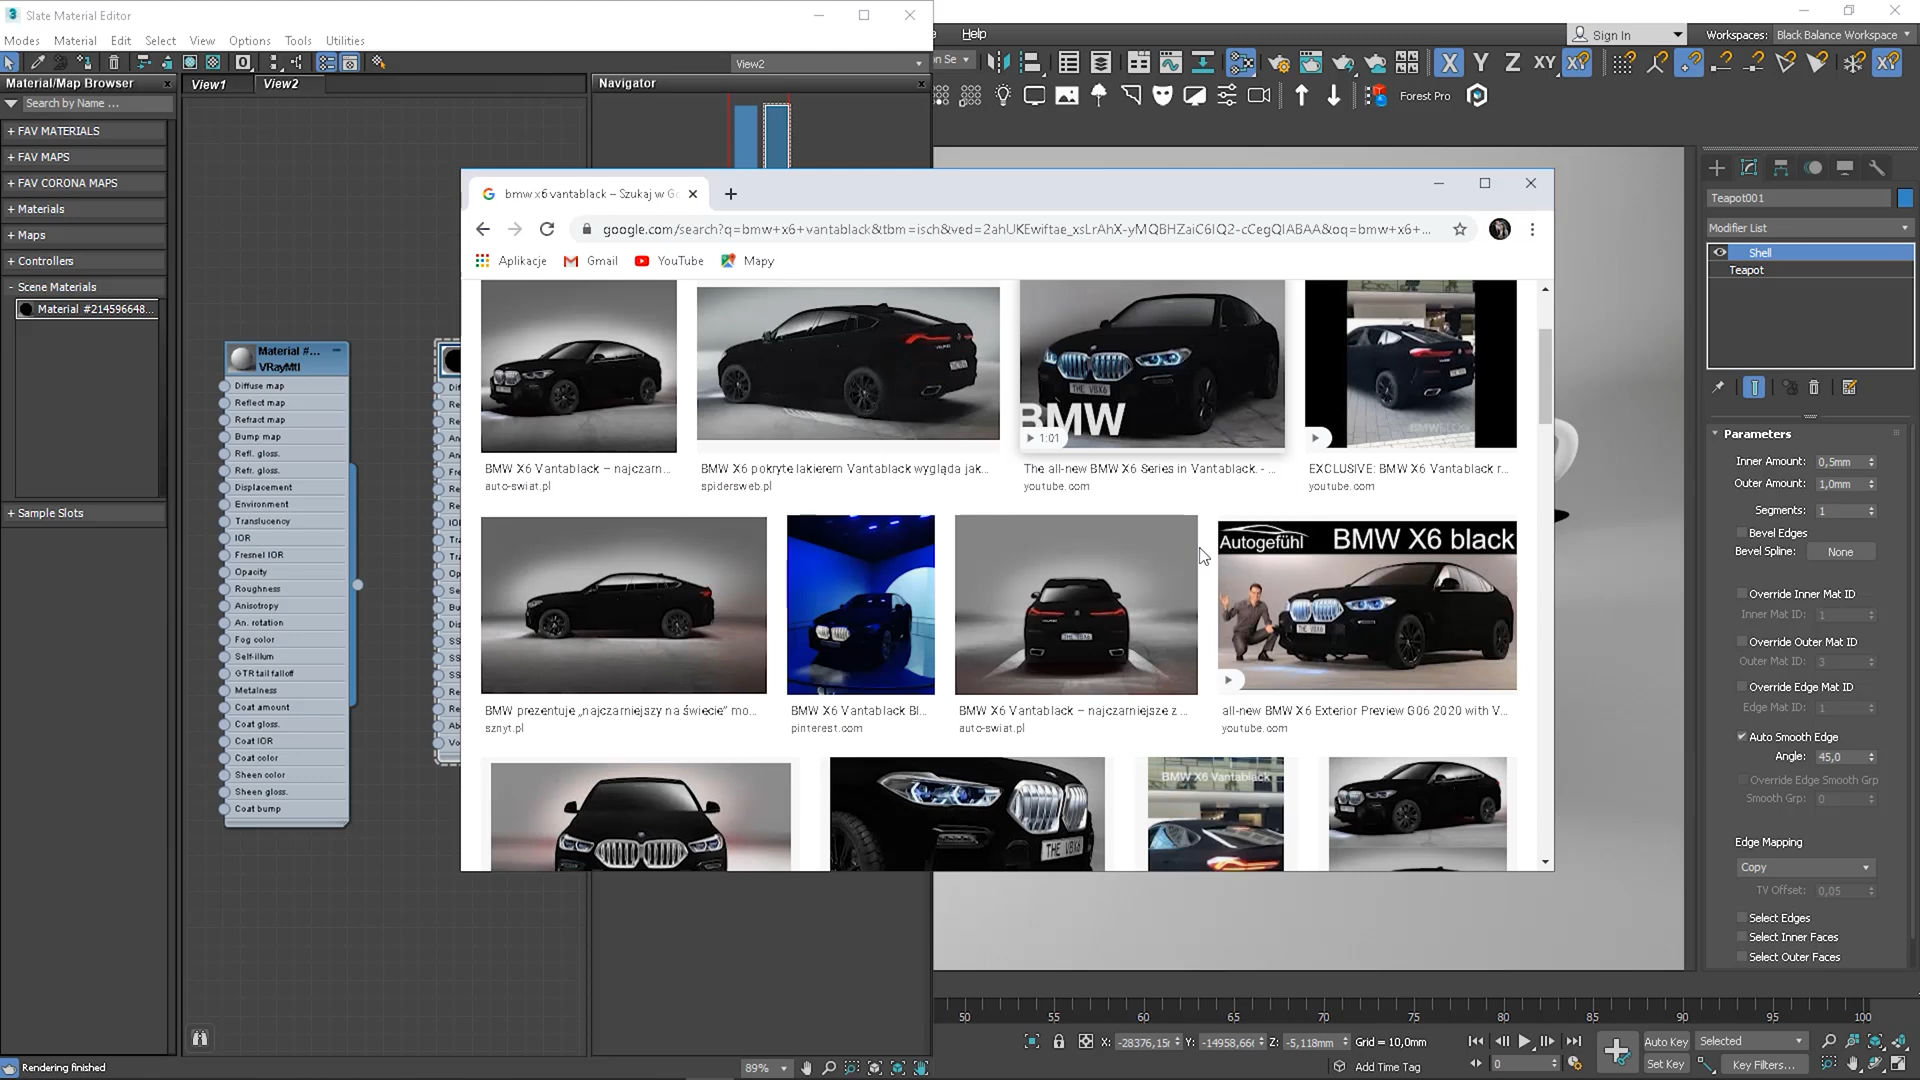 Slate Material Editor
Modes Material Edit Select View Options Tools Utilities
View2
Material/Map Browser
Search by Name ...
+ FAV MATERIALS
+ FAV MAPS
+ FAV CORONA MAPS
+ Materials
+ Maps
+ Controllers
- Scene Materials
Material #214596648...
+ Sample Slots
View1 View2
Navigator
Material #...
VRayMtl
Diffuse map
Reflect map
Refract map
Bump map
Refl. gloss.
Refr. gloss.
Displacement
Environment
Translucency
IOR
Fresnel IOR
Opacity
Roughness
Anisotropy
An. rotation
Fog color
Self-illum
GTR tail falloff
Metalness
Coat amount
Coat gloss.
Coat IOR
Coat color
Sheen color
Sheen gloss.
Coat bump
Rendering finished
89%
bmw x6 vantablack – Szukaj w Go
google.com/search?q=bmw+x6+vantablack&tbm=isch&ved=2ahUKEwiftae_xsLrAhX-yMQBHZaiC6IQ2-cCegQIABAA&oq=bmw+x6+...
Aplikacje Gmail YouTube Mapy
THE VBX6
BMW
1:01
BMW X6 Vantablack – najczarn...
auto-swiat.pl
BMW X6 pokryte lakierem Vantablack wygląda jak...
spidersweb.pl
The all-new BMW X6 Series in Vantablack. - ...
youtube.com
EXCLUSIVE: BMW X6 Vantablack r...
youtube.com
Autogefühl BMW X6 black
BMW prezentuje „najczarniejszy na świecie” mo...
sznyt.pl
BMW X6 Vantablack Bl...
pinterest.com
BMW X6 Vantablack – najczarniejsze z ...
auto-swiat.pl
all-new BMW X6 Exterior Preview G06 2020 with V...
youtube.com
THE VBX6
BMW X6 Vantablack
Help
Sign In
Workspaces: Black Balance Workspace
on Se
X Y Z XY
Forest Pro
Teapot001
Modifier List
Shell
Teapot
Parameters
Inner Amount: 0,5mm
Outer Amount: 1,0mm
Segments: 1
Bevel Edges
Bevel Spline: None
Override Inner Mat ID
Inner Mat ID: 1
Override Outer Mat ID
Outer Mat ID: 3
Override Edge Mat ID
Edge Mat ID: 1
Auto Smooth Edge
Angle: 45,0
Override Edge Smooth Grp
Smooth Grp: 0
Edge Mapping
Copy
TV Offset: 0,05
Select Edges
Select Inner Faces
Select Outer Faces
50 55 60 65 70 75 80 85 90 95 100
X: -28376,15 Y: -14958,66 Z: -5,118mm Grid = 10,0mm
Add Time Tag
0
Auto Key Selected
Set Key Key Filters...